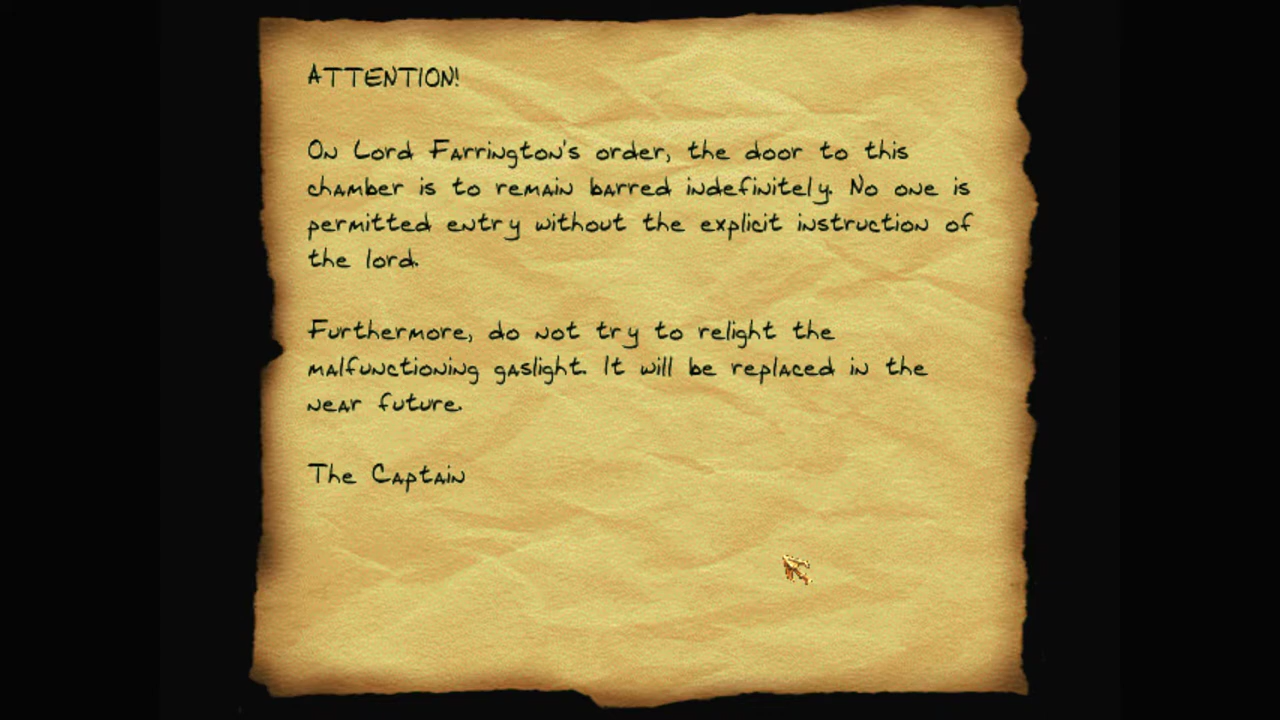 ATTENTION!
On Lord Farrington's order, the door to this
chamber is to remain barred indefinitely. No one is
permitted entry without the explicit instruction of
the lord.
Furthermore, do not try to relight the
malfunctioning gaslight. It will be replaced in the
near future.
The Captain